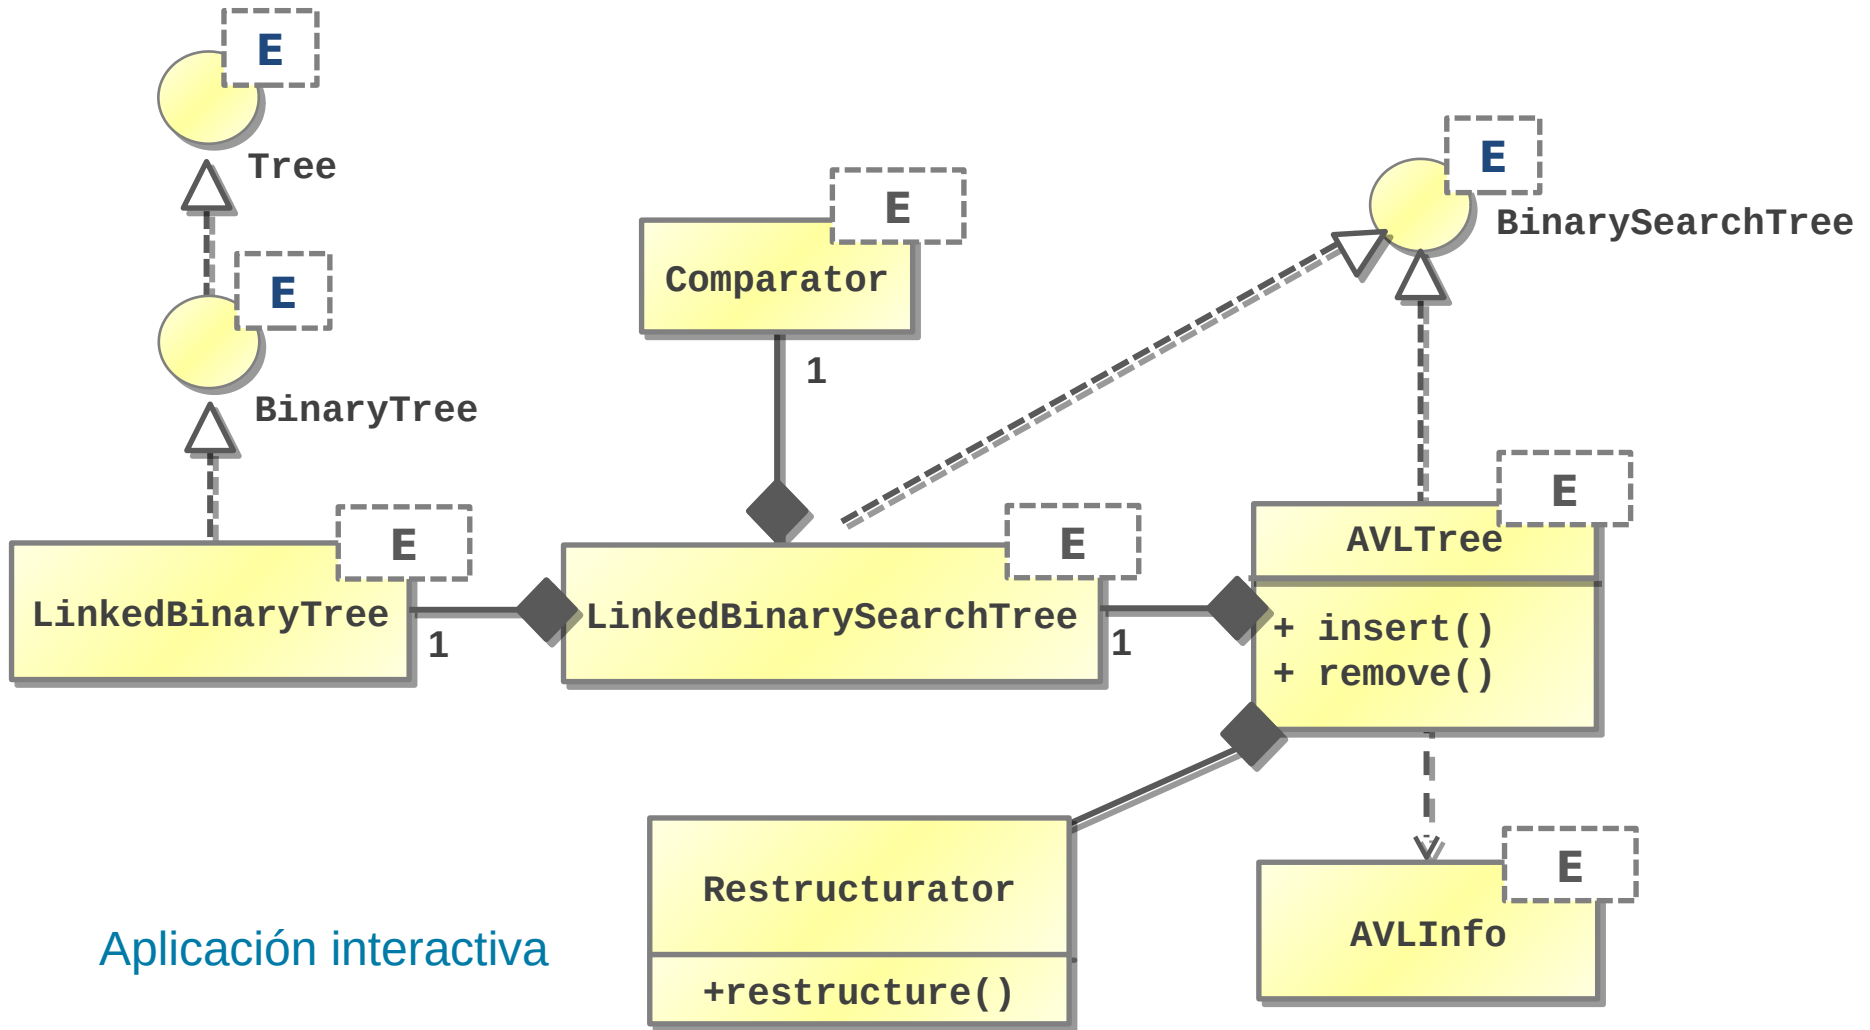 E
Tree
E
BinaryTree
E
Comparator
1
E
BinarySearchTree
E
LinkedBinaryTree
1
E
LinkedBinarySearchTree
1
E
AVLTree
+ insert()
+ remove()
Restructurator
+restructure()
E
AVLInfo
Aplicación interactiva